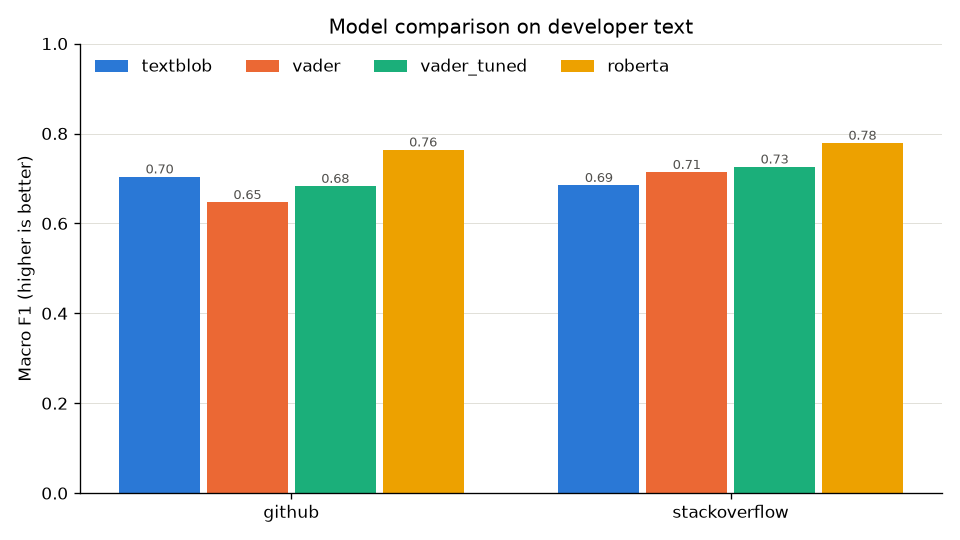 Model comparison on developer text
textblob vader vader_tuned roberta
Macro F1 (higher is better)
1.0
0.8
0.6
0.4
0.2
0.0
0.70 0.65 0.68 0.76
0.69 0.71 0.73 0.78
github stackoverflow